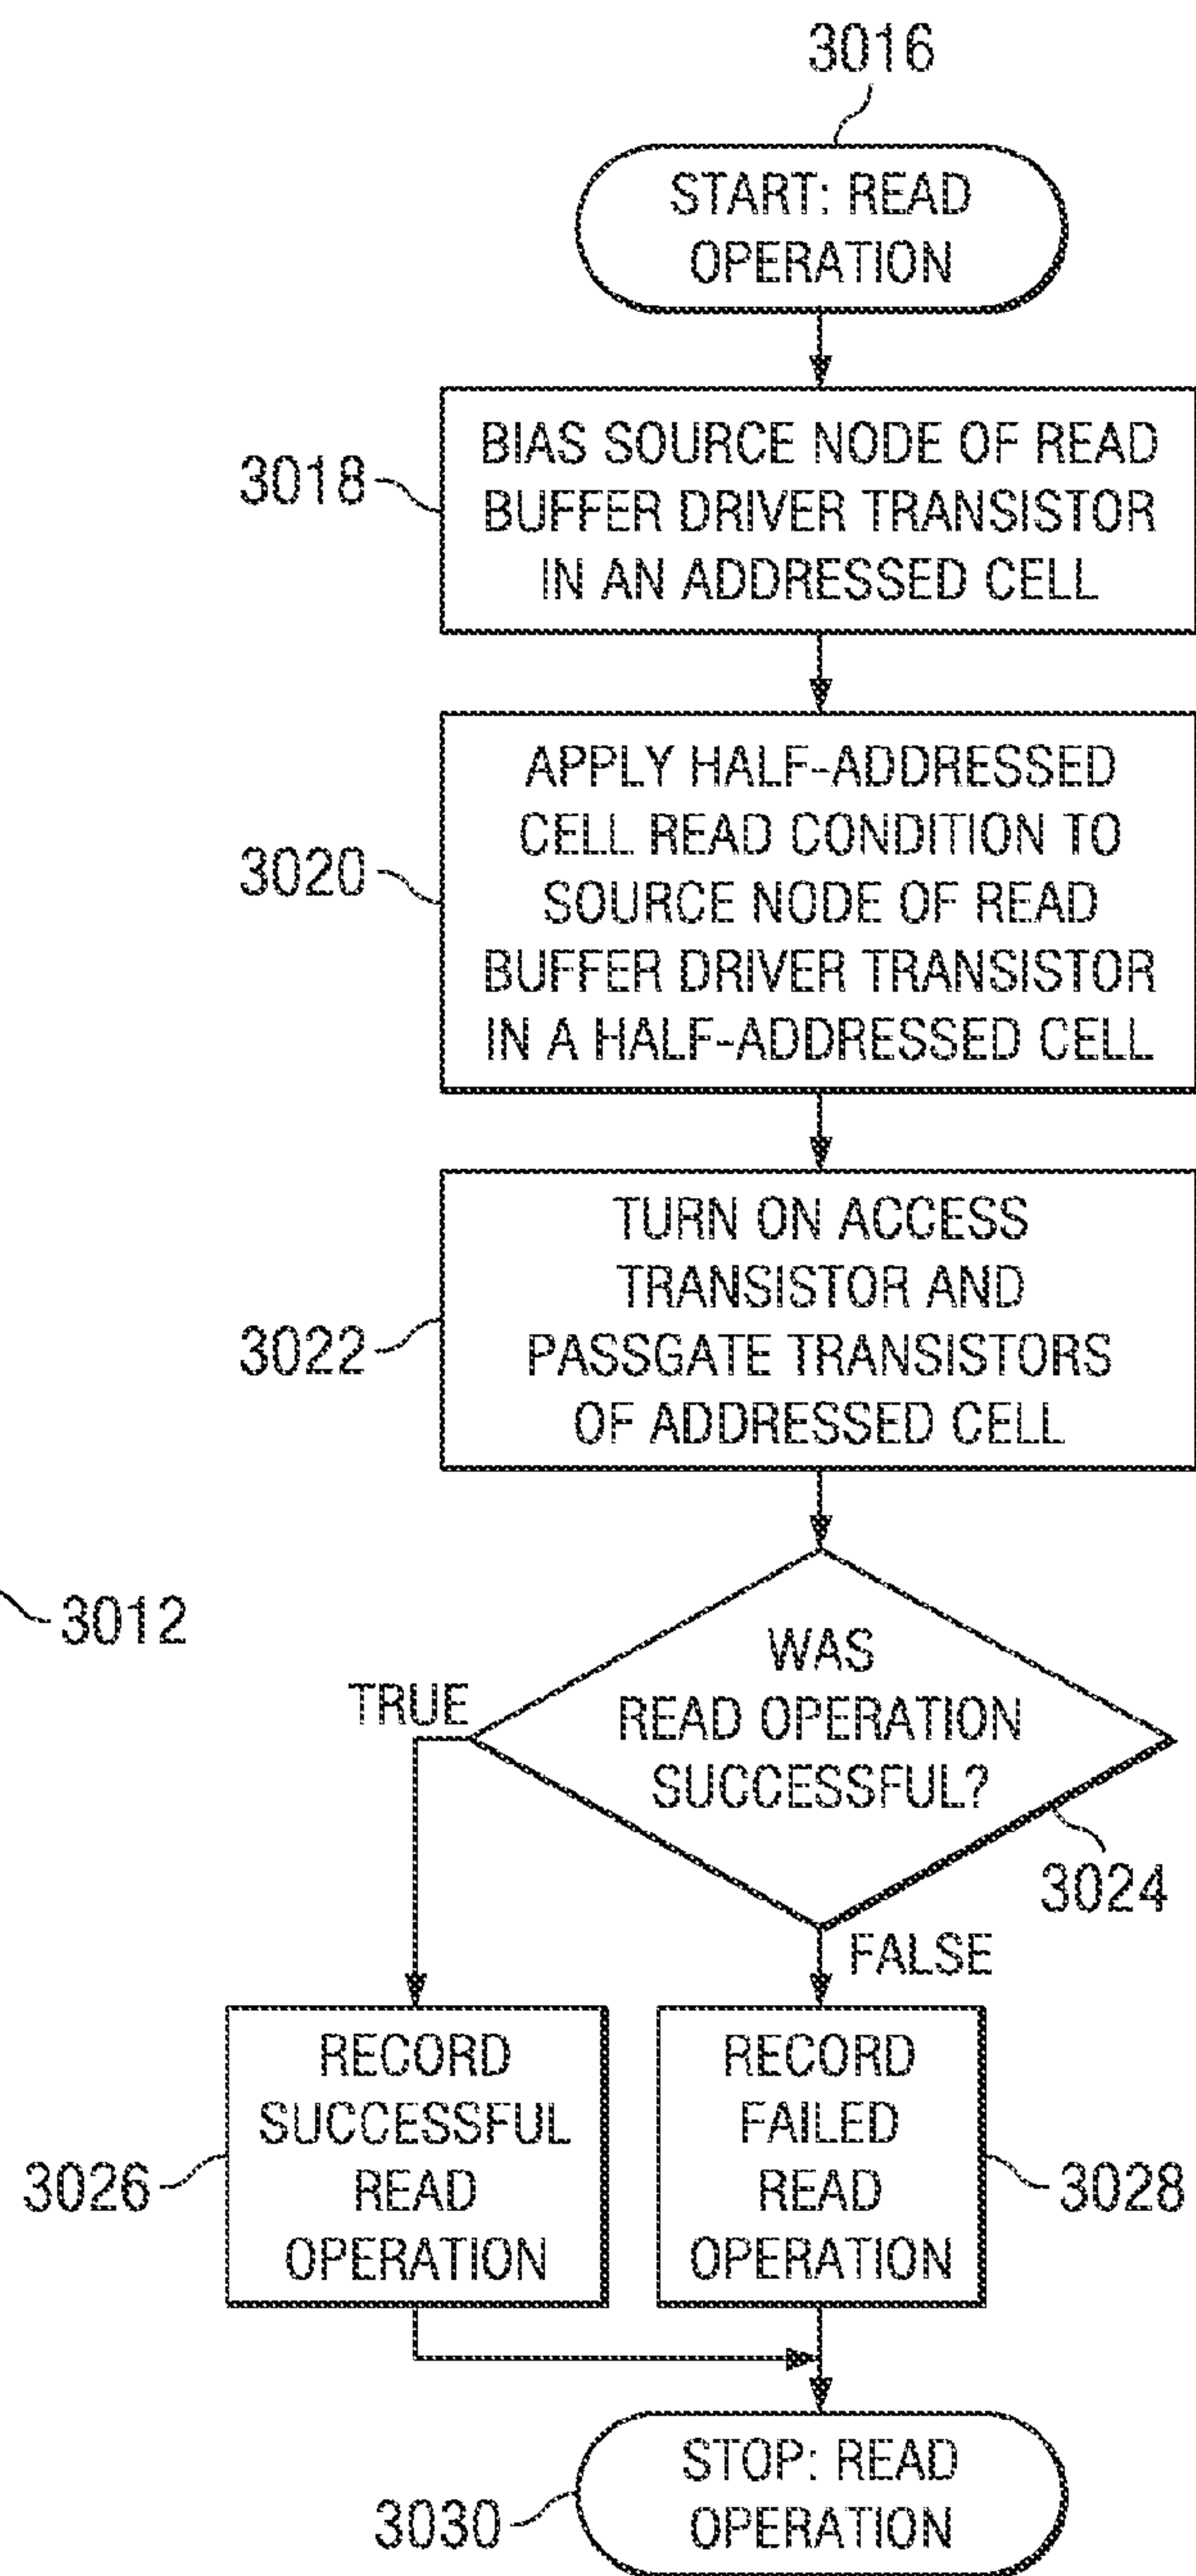 3016
START: READ
OPERATION
3018
BIAS SOURCE NODE OF READ
BUFFER DRIVER TRANSISTOR
IN AN ADDRESSED CELL
3020
APPLY HALF-ADDRESSED
CELL READ CONDITION TO
SOURCE NODE OF READ
BUFFER DRIVER TRANSISTOR
IN A HALF-ADDRESSED CELL
3022
TURN ON ACCESS
TRANSISTOR AND
PASSGATE TRANSISTORS
OF ADDRESSED CELL
3012
WAS
READ OPERATION
SUCCESSFUL?
TRUE
3024
FALSE
RECORD
SUCCESSFUL
READ
OPERATION
3026
RECORD
FAILED
READ
OPERATION
3028
STOP: READ
OPERATION
3030